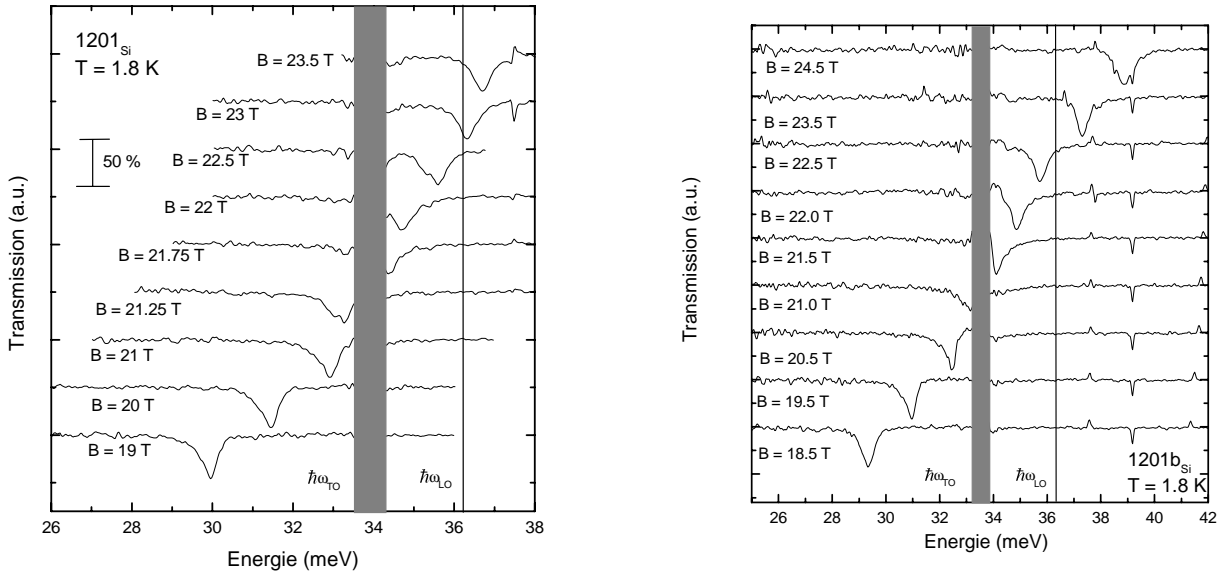 1201Si
T = 1.8 K
B = 23.5 T
B = 23 T
50 %
B = 22.5 T
B = 22 T
B = 21.75 T
B = 21.25 T
B = 21 T
B = 20 T
B = 19 T
ħωTO
ħωLO
26 28 30 32 34 36 38
Energie (meV)
Transmission (a.u.)
B = 24.5 T
B = 23.5 T
B = 22.5 T
B = 22.0 T
B = 21.5 T
B = 21.0 T
B = 20.5 T
B = 19.5 T
B = 18.5 T
ħωTO
ħωLO
1201bSi
T = 1.8 K
26 28 30 32 34 36 38 40 42
Energie (meV)
Transmission (a.u.)